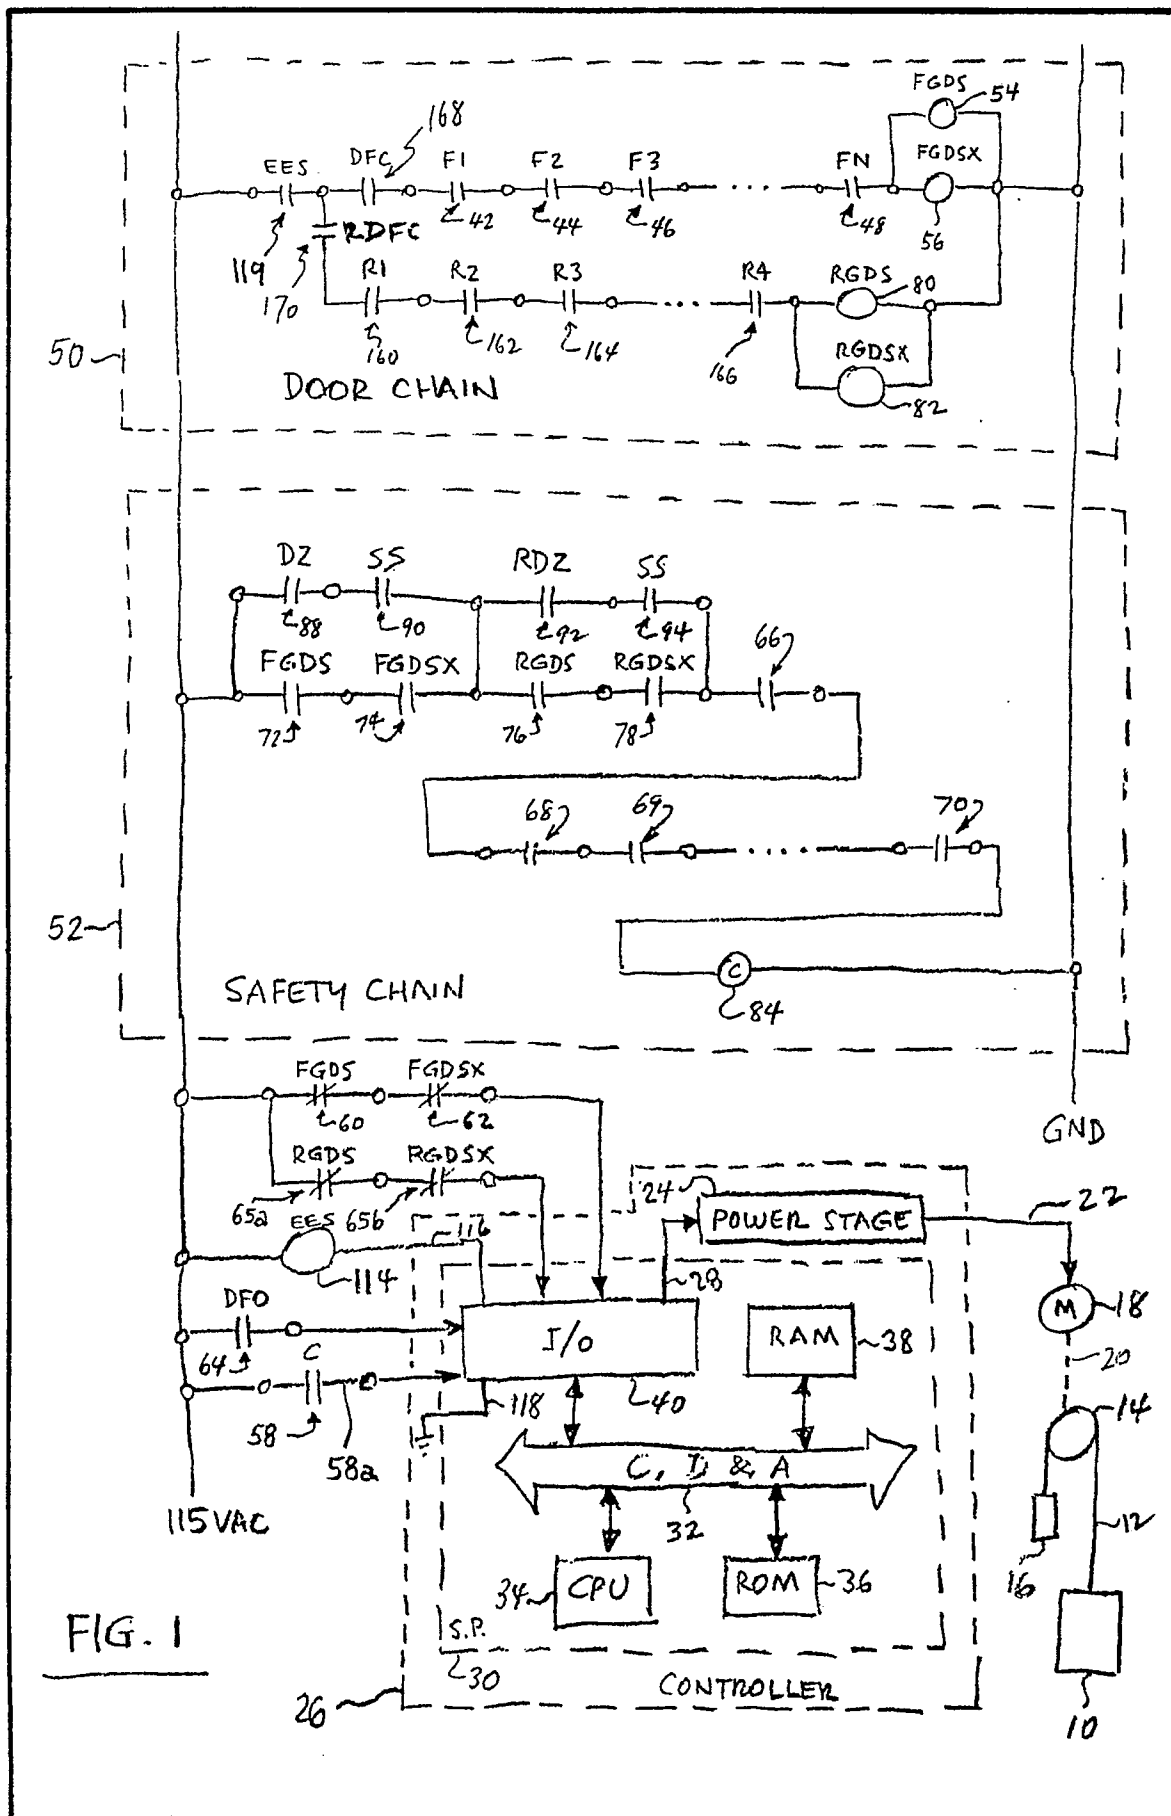 FGDS
54
168
EES
DFC
F1
F2
F3
FN
FGDSX
119
42
44
46
48
56
RDFC
170
R1
R2
R3
R4
RGDS
80
160
162
164
166
RGDSX
82
50
DOOR CHAIN
DZ
SS
RDZ
SS
88
90
92
94
66
FGDS
FGDSX
RGDS
RGDSX
72
74
76
78
68
69
70
52
C
SAFETY CHAIN
84
FGDS
FGDSX
60
62
GND
RGDS
RGDSX
65a
65b
24
POWER STAGE
22
EES
116
114
28
M
18
DFO
I/O
RAM
38
20
64
C
118
40
14
58
58a
C, D & A
32
12
115VAC
16
34
CPU
ROM
36
FIG. 1
S.P.
30
CONTROLLER
26
10